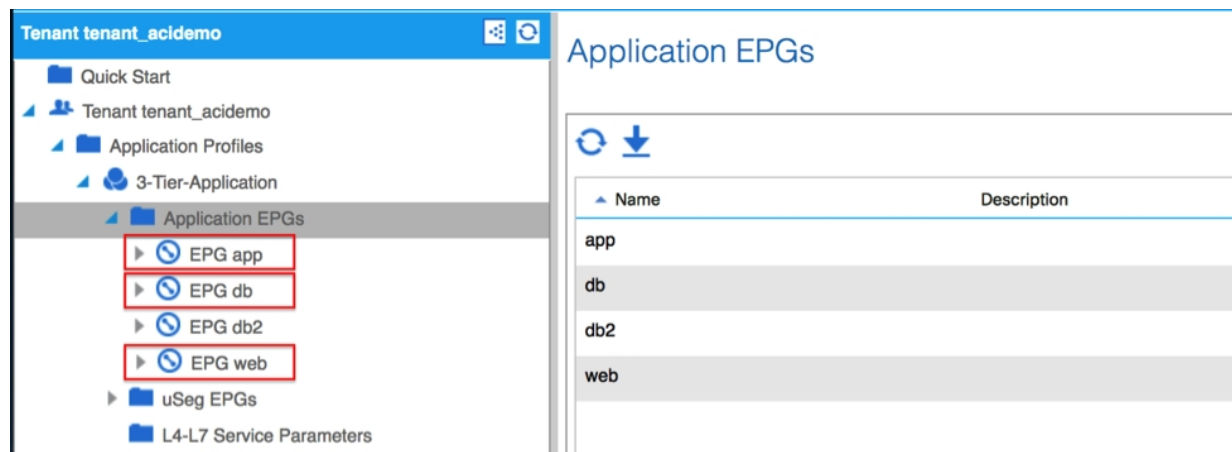 Tenant tenant_acidemo
Quick Start
Tenant tenant_acidemo
Application Profiles
3-Tier-Application
Application EPGs
EPG app
EPG db
EPG db2
EPG web
uSeg EPGs
L4-L7 Service Parameters
Application EPGs
Name Description
app
db
db2
web